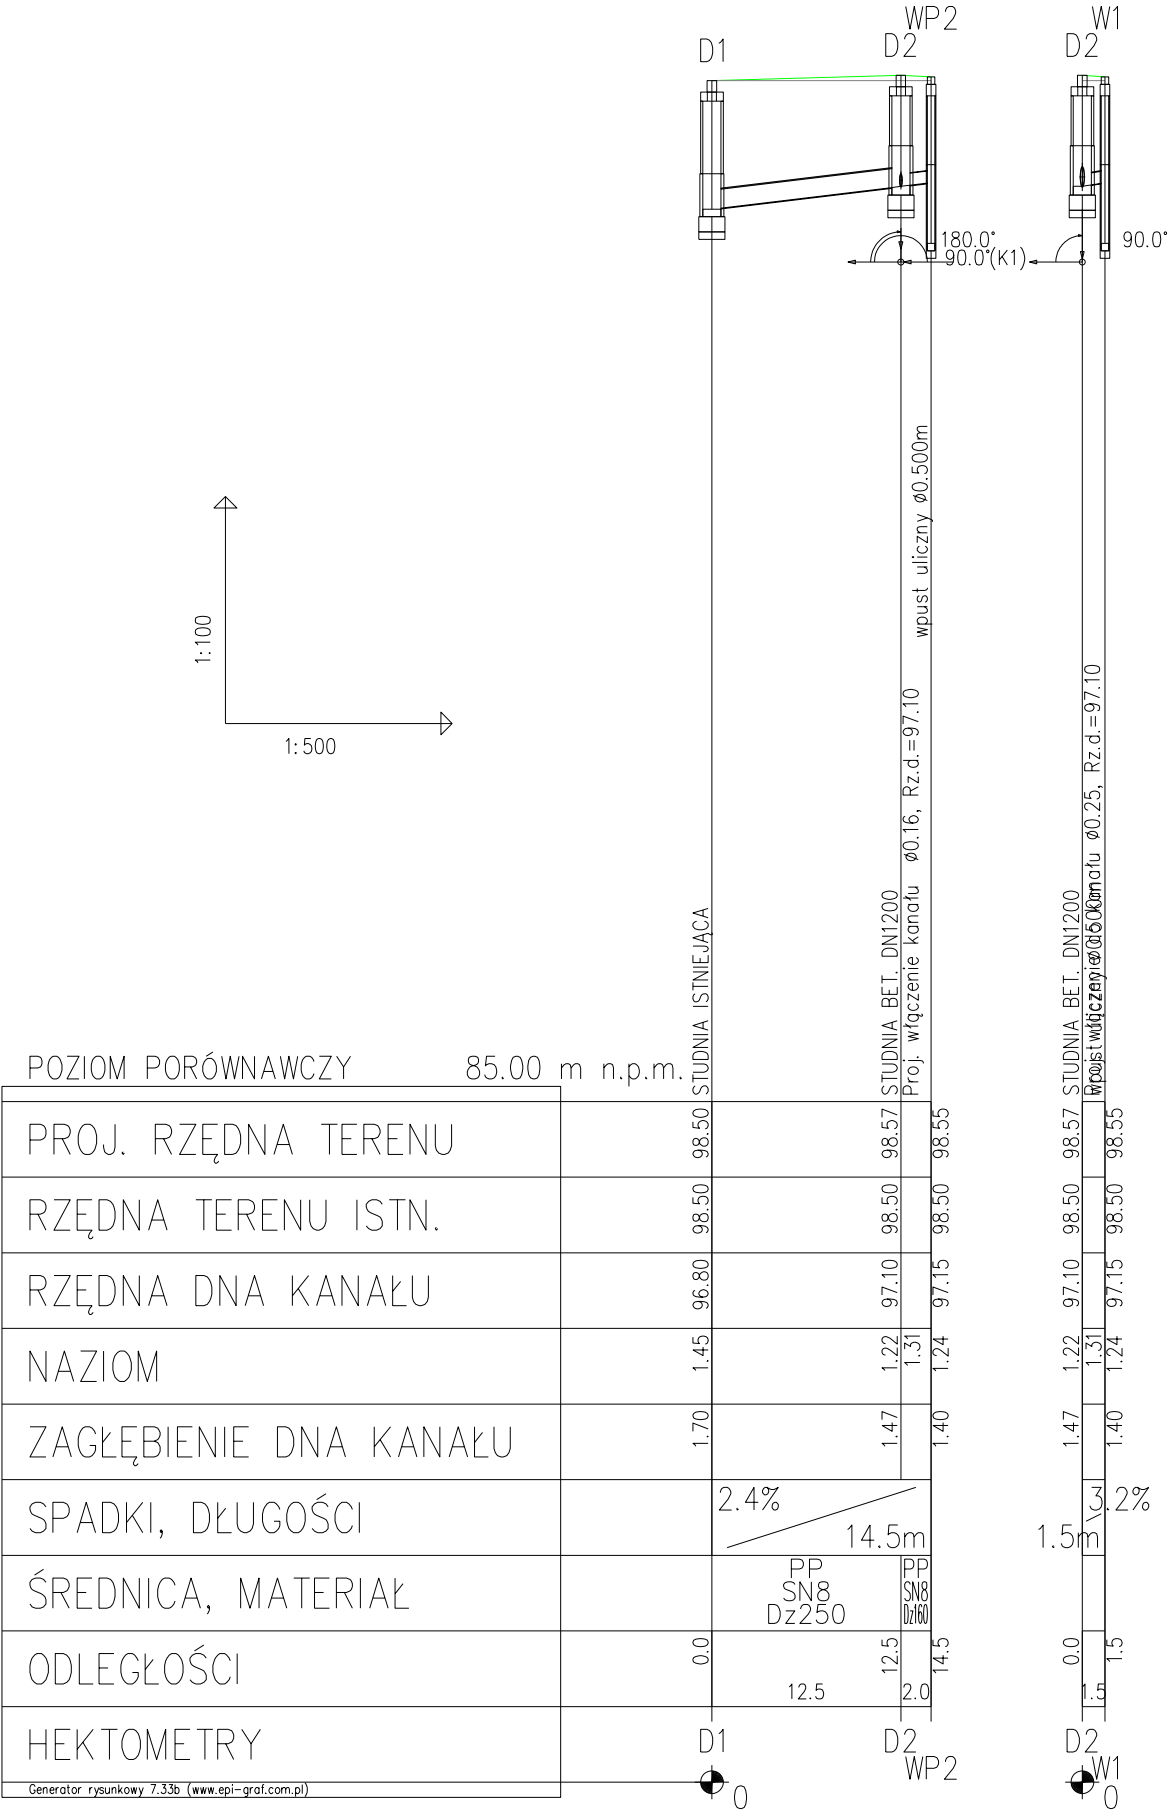 WP2
W1
D1
D2
D2
180.0°
90.0°(K1)
90.0°
1:100
1:500
wpust uliczny ø0.500m
STUDNIA ISTNIEJĄCA
STUDNIA BET. DN1200
Proj. włączenie kanału ø0.16, Rz.d.=97.10
STUDNIA BET. DN1200
kanału ø0.25, Rz.d.=97.10
POZIOM PORÓWNAWCZY 85.00 m n.p.m.
PROJ. RZĘDNA TERENU 98.50 98.57 98.55 98.57 98.55
RZĘDNA TERENU ISTN. 98.50 98.50 98.50 98.50 98.50
RZĘDNA DNA KANAŁU 96.80 97.10 97.15 97.10 97.15
NAZIOM 1.45 1.22 1.31 1.24 1.22 1.31 1.24
ZAGŁĘBIENIE DNA KANAŁU 1.70 1.47 1.40 1.47 1.40
SPADKI, DŁUGOŚCI 2.4% 14.5m 3.2% 1.5m
ŚREDNICA, MATERIAŁ
PP
SN8
Dz250
PP
SN8
Dz160
ODLEGŁOŚCI 0.0 12.5 14.5 0.0 1.5
12.5 2.0 1.5
HEKTOMETRY
D1 D2 D2
WP2 W1
0 0
Generator rysunkowy 7.33b (www.epi-graf.com.pl)